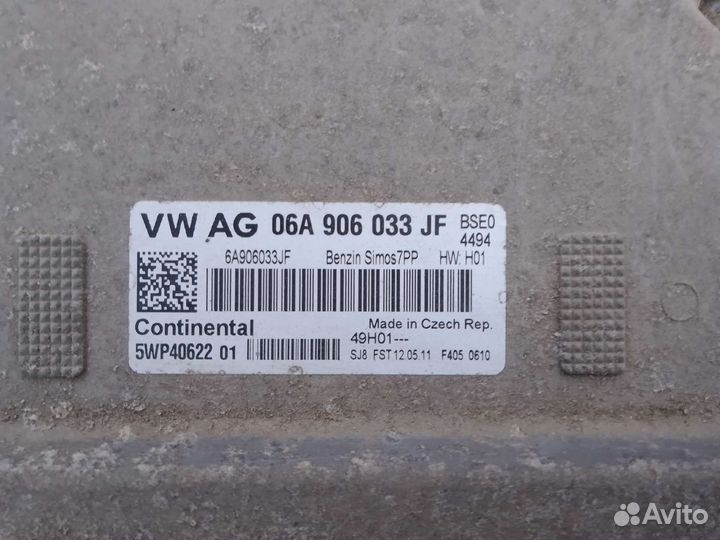 VW AG 06A 906 033 JF BSE0
4494
6A906033JF Benzin Simos7PP HW: H01
Continental Made in Czech Rep.
49H01---
5WP40622 01 SJ8 FST 12.05.11 F405 0610
Avito